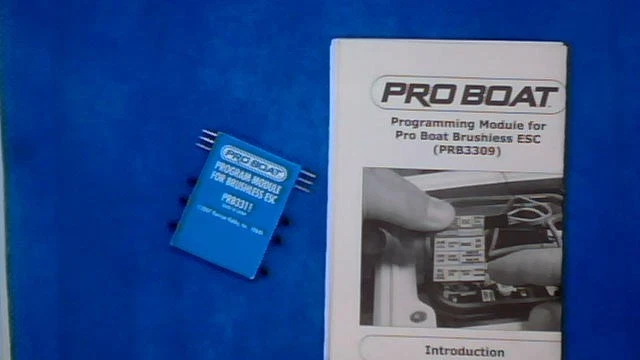 PRO BOAT
PROGRAM MODULE
FOR BRUSHLESS ESC
PRB3311
PRO BOAT
Programming Module for
Pro Boat Brushless ESC
(PRB3309)
Introduction